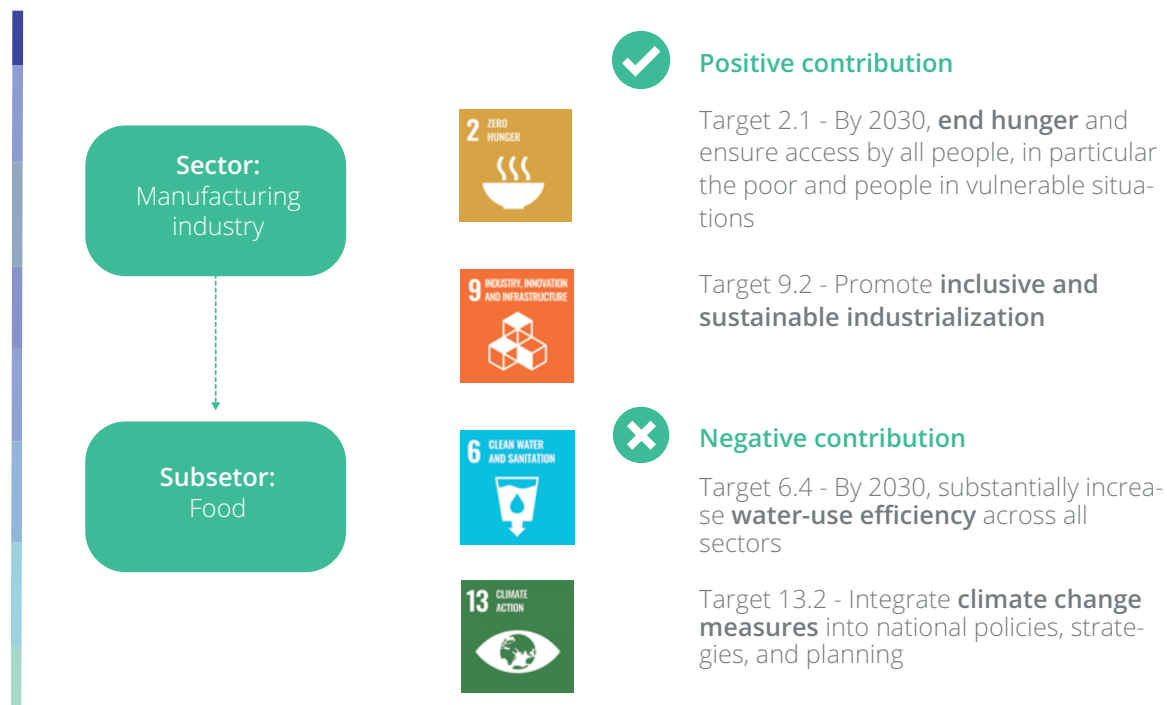 Sector:
Manufacturing
industry
Subsetor:
Food
2 ZERO
HUNGER
9 INDUSTRY, INNOVATION
AND INFRASTRUCTURE
6 CLEAN WATER
AND SANITATION
13 CLIMATE
ACTION
Positive contribution
Target 2.1 - By 2030, end hunger and
ensure access by all people, in particular
the poor and people in vulnerable situa-
tions
Target 9.2 - Promote inclusive and
sustainable industrialization
Negative contribution
Target 6.4 - By 2030, substantially increa-
se water-use efficiency across all
sectors
Target 13.2 - Integrate climate change
measures into national policies, strate-
gies, and planning